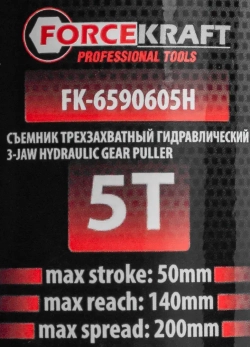 FORCEKRAFT
PROFESSIONAL TOOLS
FK-6590605H
СЪЕМНИК ТРЕХЗАХВАТНЫЙ ГИДРАВЛИЧЕСКИЙ
3-JAW HYDRAULIC GEAR PULLER
5T
max stroke: 50mm
max reach: 140mm
max spread: 200mm